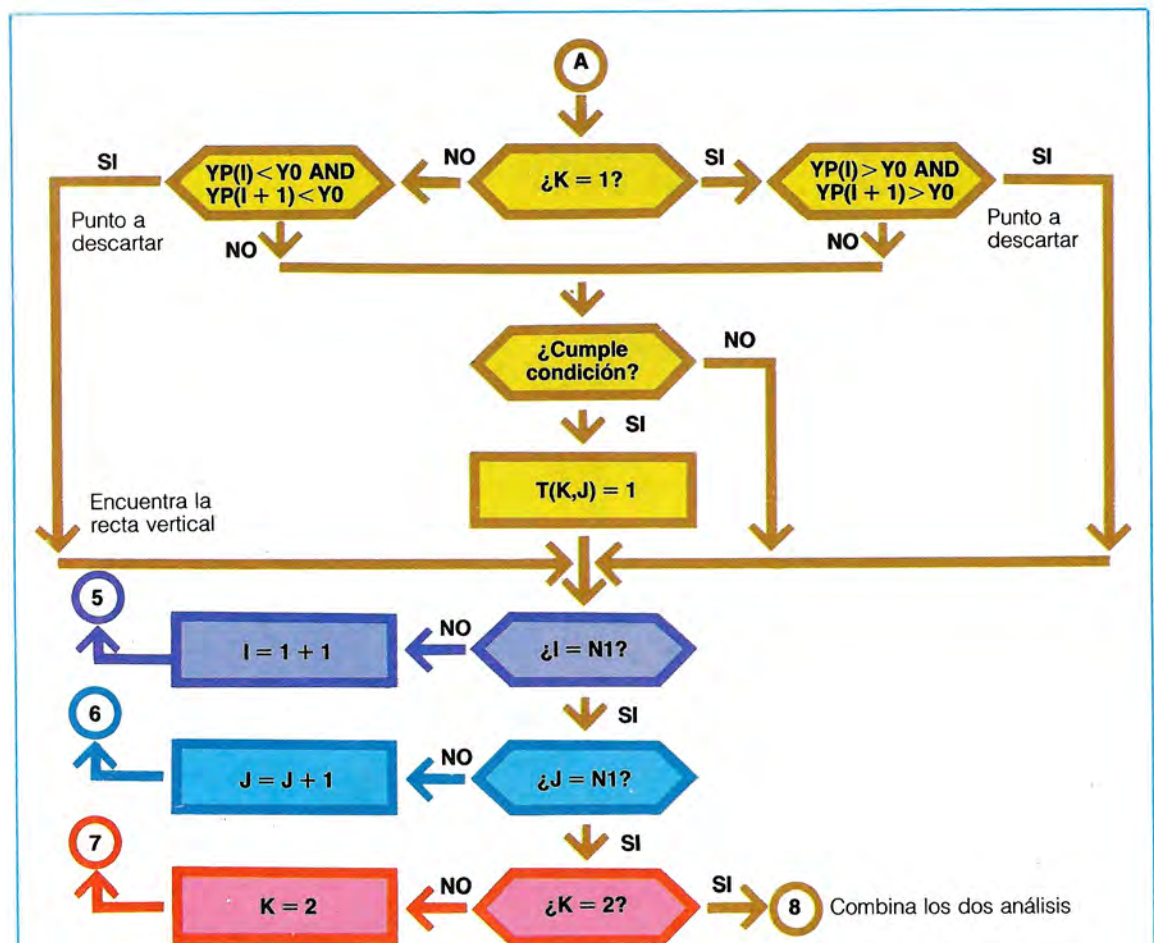 A
SI
YP(I) < Y0 AND
YP(I + 1) < Y0
NO
¿K = 1?
SI
YP(I) > Y0 AND
YP(I + 1) > Y0
SI
Punto a
descartar
NO
NO
Punto a
descartar
¿Cumple
condición?
NO
SI
T(K,J) = 1
Encuentra la
recta vertical
5
I = 1 + 1
NO
¿I = N1?
SI
6
J = J + 1
NO
¿J = N1?
SI
7
K = 2
NO
¿K = 2?
SI
8
Combina los dos análisis